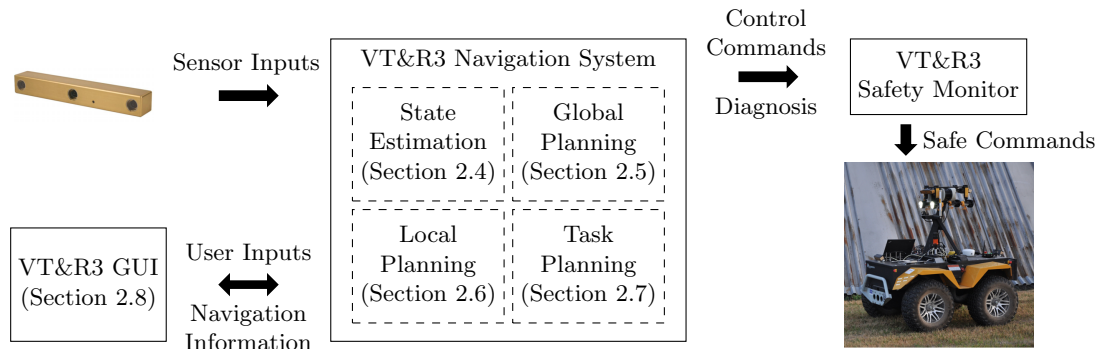 Sensor Inputs
VT&R3 Navigation System
State
Estimation
(Section 2.4)
Global
Planning
(Section 2.5)
Local
Planning
(Section 2.6)
Task
Planning
(Section 2.7)
Control
Commands
Diagnosis
VT&R3
Safety Monitor
Safe Commands
VT&R3 GUI
(Section 2.8)
User Inputs
Navigation
Information